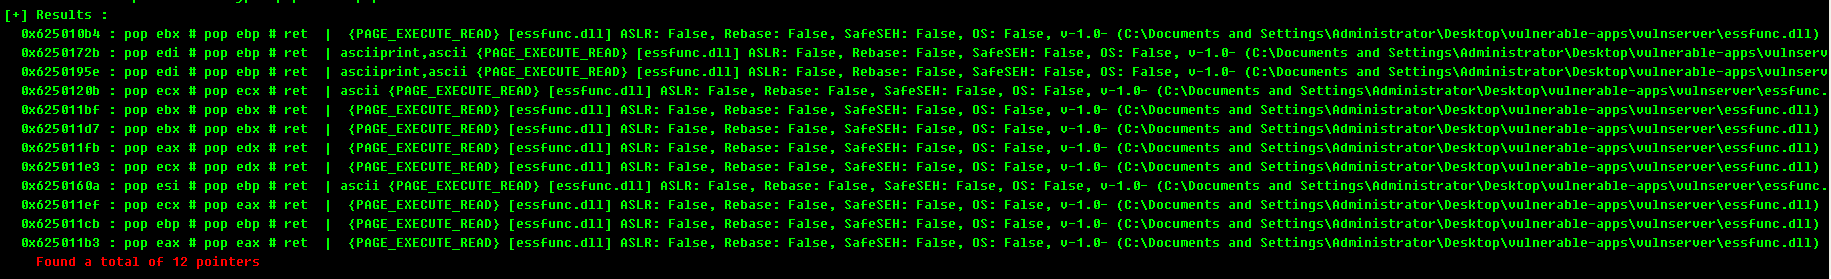 [+] Results :
0x625010b4 : pop ebx # pop ebp # ret | {PAGE_EXECUTE_READ} [essfunc.dll] ASLR: False, Rebase: False, SafeSEH: False, OS: False, v-1.0- (C:\Documents and Settings\Administrator\Desktop\vulnerable-apps\vulnserver\essfunc.dll)
0x6250172b : pop edi # pop ebp # ret | asciiprint,ascii {PAGE_EXECUTE_READ} [essfunc.dll] ASLR: False, Rebase: False, SafeSEH: False, OS: False, v-1.0- (C:\Documents and Settings\Administrator\Desktop\vulnerable-apps\vulnserv
0x6250195e : pop edi # pop ebp # ret | asciiprint,ascii {PAGE_EXECUTE_READ} [essfunc.dll] ASLR: False, Rebase: False, SafeSEH: False, OS: False, v-1.0- (C:\Documents and Settings\Administrator\Desktop\vulnerable-apps\vulnserv
0x6250120b : pop ecx # pop ecx # ret | ascii {PAGE_EXECUTE_READ} [essfunc.dll] ASLR: False, Rebase: False, SafeSEH: False, OS: False, v-1.0- (C:\Documents and Settings\Administrator\Desktop\vulnerable-apps\vulnserver\essfunc.
0x625011bf : pop ebx # pop ebx # ret | {PAGE_EXECUTE_READ} [essfunc.dll] ASLR: False, Rebase: False, SafeSEH: False, OS: False, v-1.0- (C:\Documents and Settings\Administrator\Desktop\vulnerable-apps\vulnserver\essfunc.dll)
0x625011d7 : pop ebx # pop ebx # ret | {PAGE_EXECUTE_READ} [essfunc.dll] ASLR: False, Rebase: False, SafeSEH: False, OS: False, v-1.0- (C:\Documents and Settings\Administrator\Desktop\vulnerable-apps\vulnserver\essfunc.dll)
0x625011fb : pop eax # pop edx # ret | {PAGE_EXECUTE_READ} [essfunc.dll] ASLR: False, Rebase: False, SafeSEH: False, OS: False, v-1.0- (C:\Documents and Settings\Administrator\Desktop\vulnerable-apps\vulnserver\essfunc.dll)
0x625011e3 : pop ecx # pop edx # ret | {PAGE_EXECUTE_READ} [essfunc.dll] ASLR: False, Rebase: False, SafeSEH: False, OS: False, v-1.0- (C:\Documents and Settings\Administrator\Desktop\vulnerable-apps\vulnserver\essfunc.dll)
0x6250160a : pop esi # pop ebp # ret | ascii {PAGE_EXECUTE_READ} [essfunc.dll] ASLR: False, Rebase: False, SafeSEH: False, OS: False, v-1.0- (C:\Documents and Settings\Administrator\Desktop\vulnerable-apps\vulnserver\essfunc.
0x625011ef : pop ecx # pop eax # ret | {PAGE_EXECUTE_READ} [essfunc.dll] ASLR: False, Rebase: False, SafeSEH: False, OS: False, v-1.0- (C:\Documents and Settings\Administrator\Desktop\vulnerable-apps\vulnserver\essfunc.dll)
0x625011cb : pop ebp # pop ebp # ret | {PAGE_EXECUTE_READ} [essfunc.dll] ASLR: False, Rebase: False, SafeSEH: False, OS: False, v-1.0- (C:\Documents and Settings\Administrator\Desktop\vulnerable-apps\vulnserver\essfunc.dll)
0x625011b3 : pop eax # pop eax # ret | {PAGE_EXECUTE_READ} [essfunc.dll] ASLR: False, Rebase: False, SafeSEH: False, OS: False, v-1.0- (C:\Documents and Settings\Administrator\Desktop\vulnerable-apps\vulnserver\essfunc.dll)
Found a total of 12 pointers